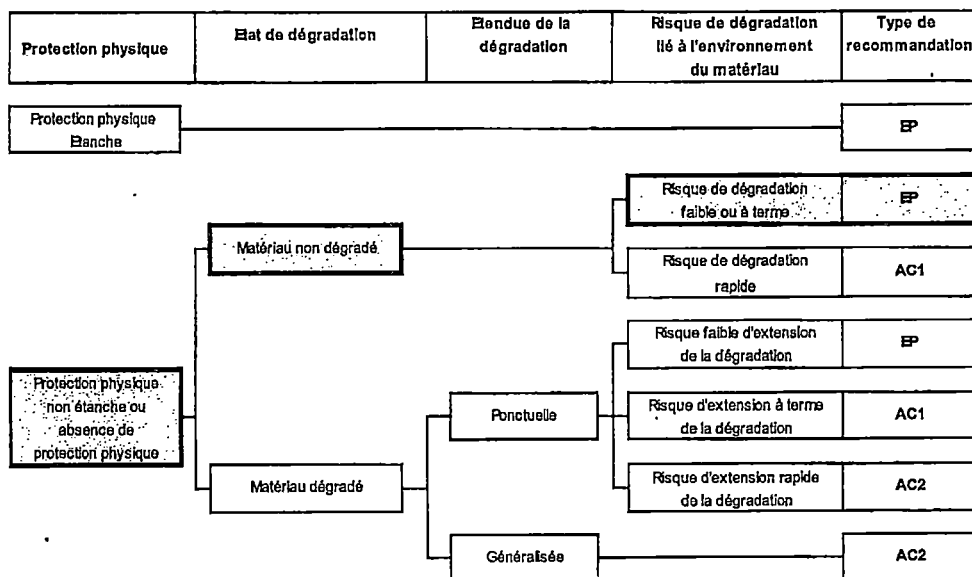 Protection physique
Etat de dégradation
Etendue de la
dégradation
Risque de dégradation
lié à l'environnement
du matériau
Type de
recommandation
Protection physique
Etanche
EP
Risque de dégradation
faible ou à terme
EP
Matériau non dégradé
Risque de dégradation
rapide
AC1
Risque faible d'extension
de la dégradation
EP
Protection physique
non étanche ou
absence de
protection physique
Ponctuelle
Risque d'extension à terme
de la dégradation
AC1
Matériau dégradé
Risque d'extension rapide
de la dégradation
AC2
Généralisée
AC2